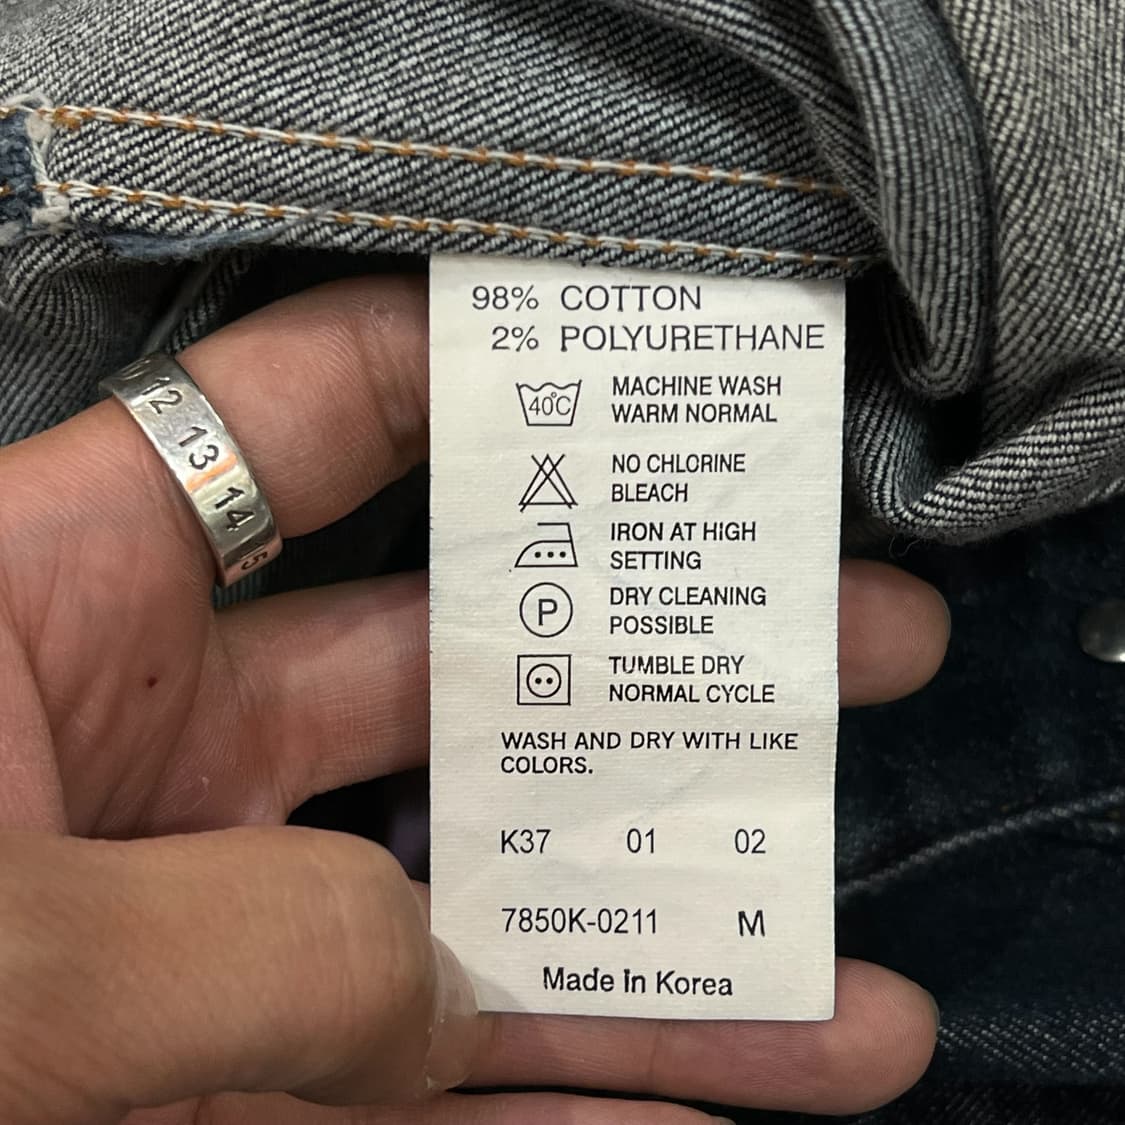 98% COTTON
2% POLYURETHANE
40°C
MACHINE WASH
WARM NORMAL
NO CHLORINE
BLEACH
IRON AT HIGH
SETTING
P
DRY CLEANING
POSSIBLE
TUMBLE DRY
NORMAL CYCLE
WASH AND DRY WITH LIKE
COLORS.
K37 01 02
7850K-0211 M
Made in Korea
12
13
14